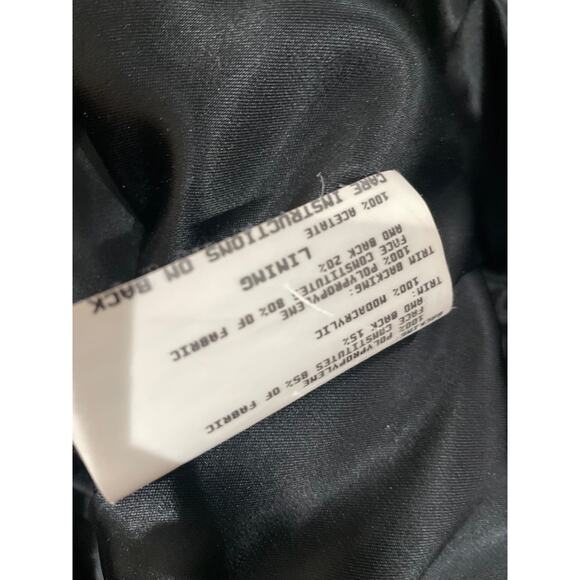 BACKING
100% POLYPROPYLENE
FACE CONSTITUTES 85% OF FABRIC
AND BACK 15%
TRIM: 100% MODACRYLIC
TRIM BACKING:
100% POLYPROPYLENE
FACE CONSTITUTES 80% OF FABRIC
AND BACK 20%
LINING
100% ACETATE
CARE INSTRUCTIONS ON BACK